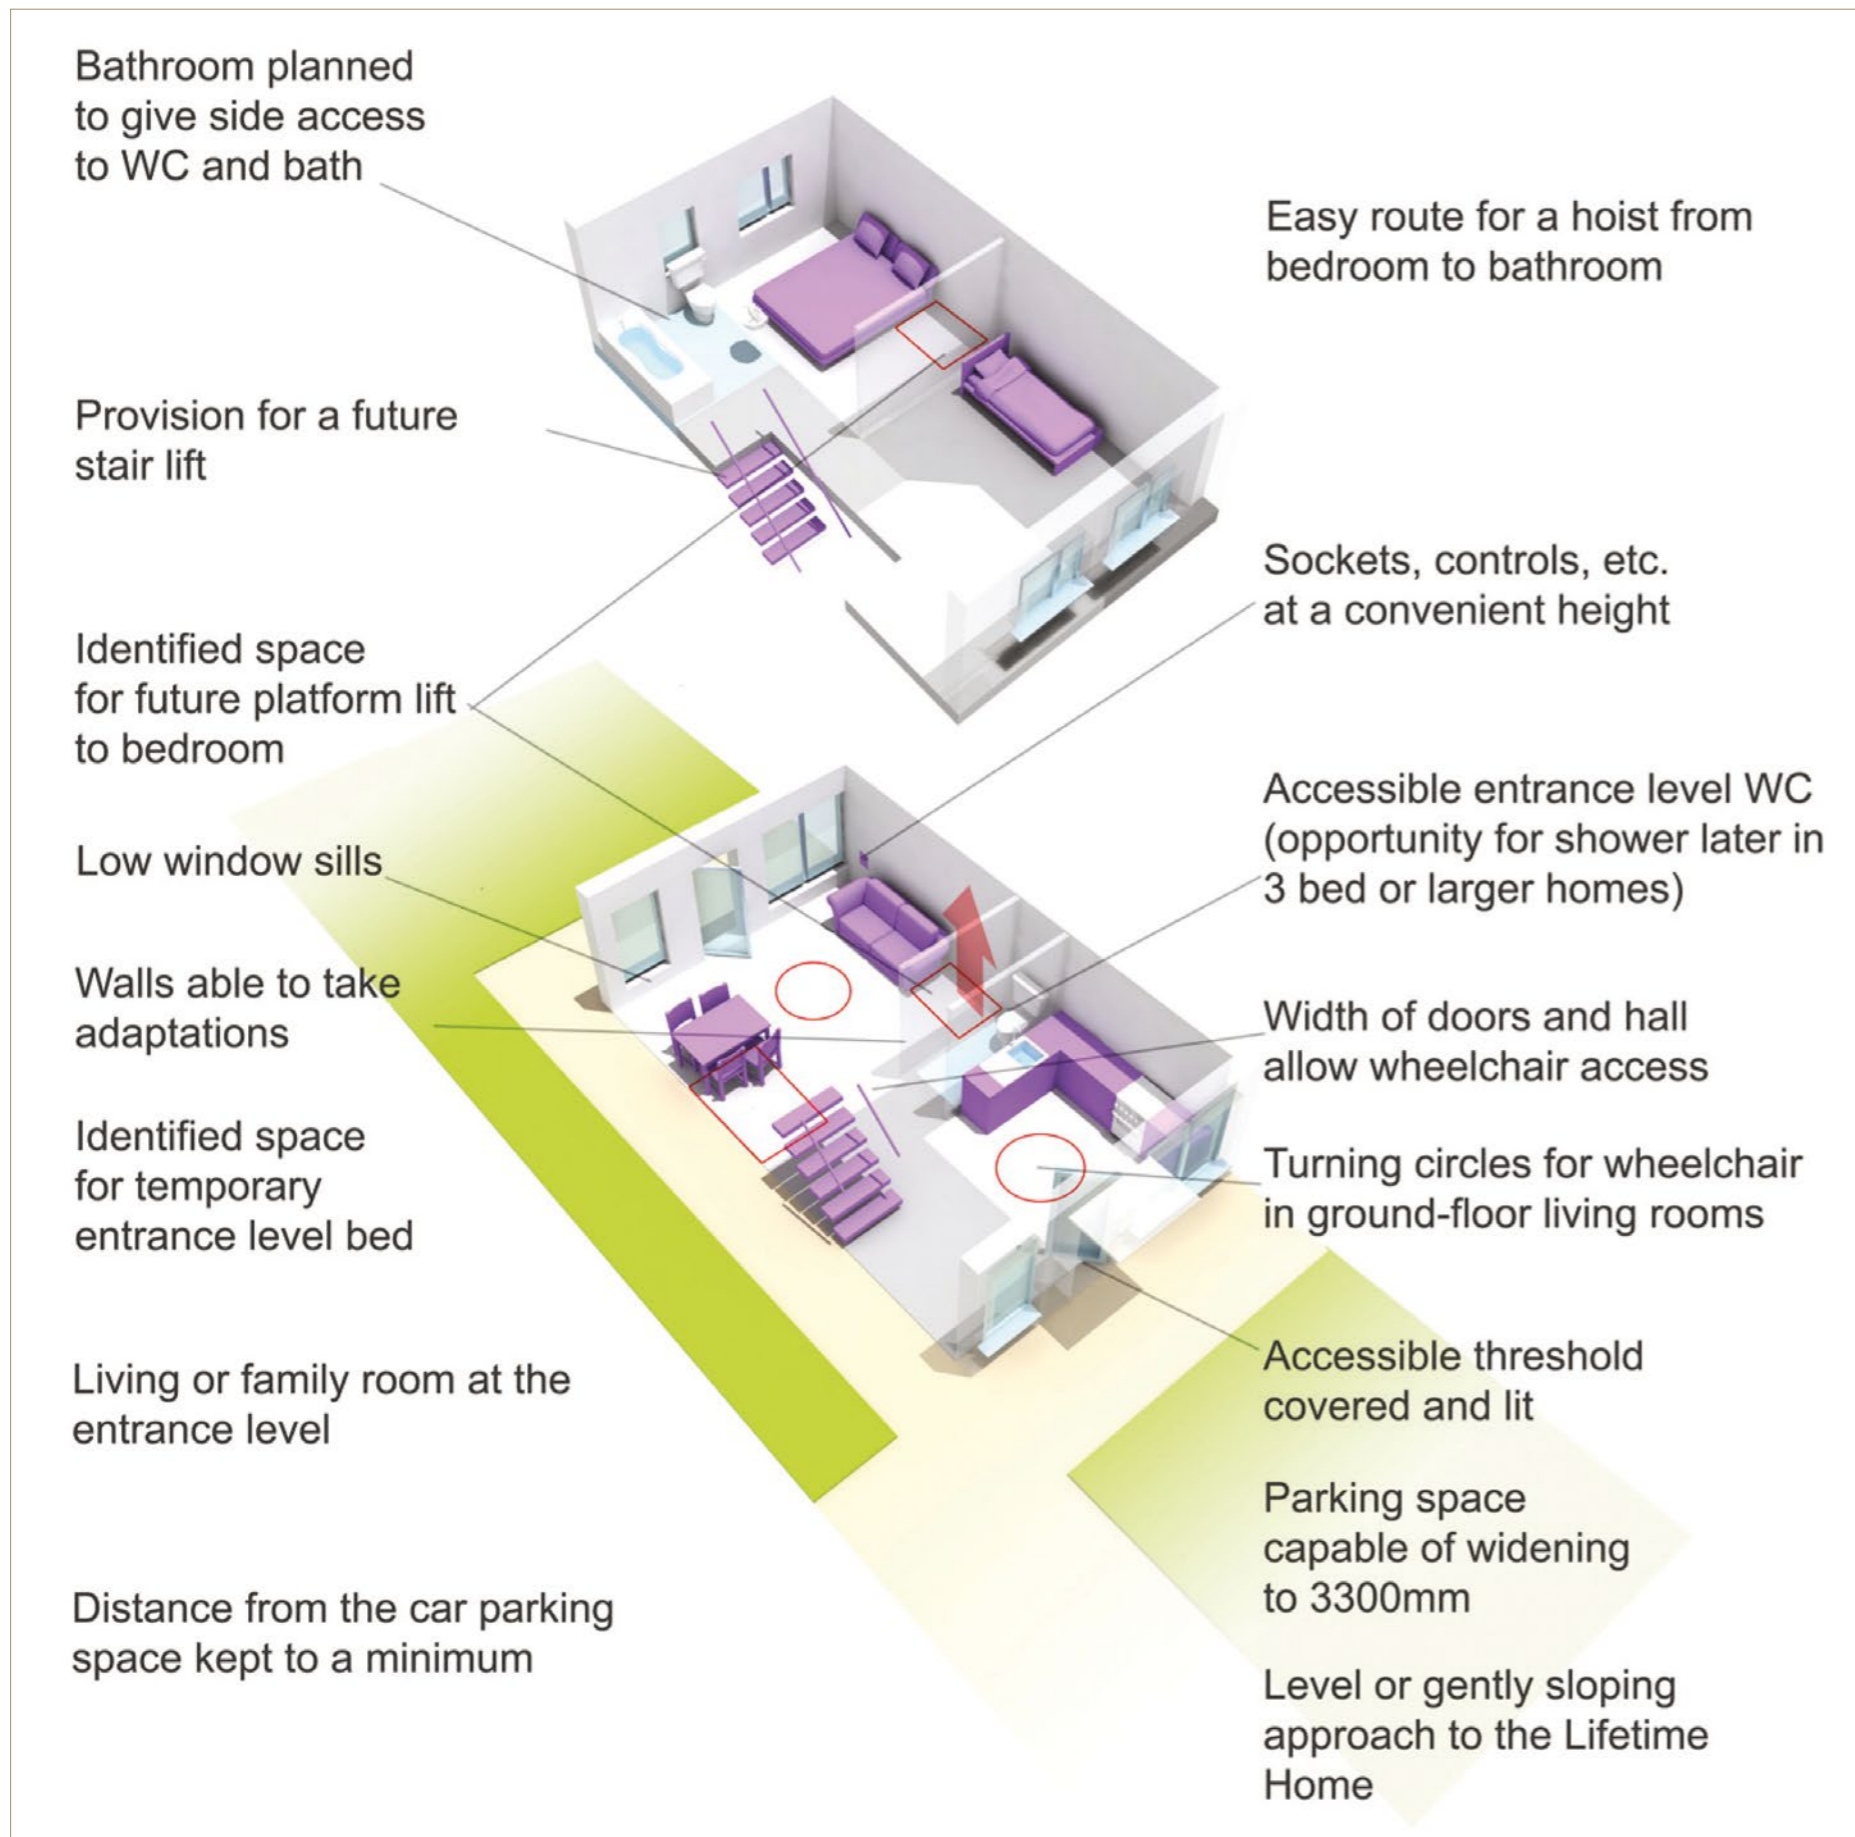 Bathroom planned
to give side access
to WC and bath
Provision for a future
stair lift
Identified space
for future platform lift
to bedroom
Low window sills
Walls able to take
adaptations
Identified space
for temporary
entrance level bed
Living or family room at the
entrance level
Distance from the car parking
space kept to a minimum
Easy route for a hoist from
bedroom to bathroom
Sockets, controls, etc.
at a convenient height
Accessible entrance level WC
(opportunity for shower later in
3 bed or larger homes)
Width of doors and hall
allow wheelchair access
Turning circles for wheelchair
in ground-floor living rooms
Accessible threshold
covered and lit
Parking space
capable of widening
to 3300mm
Level or gently sloping
approach to the Lifetime
Home